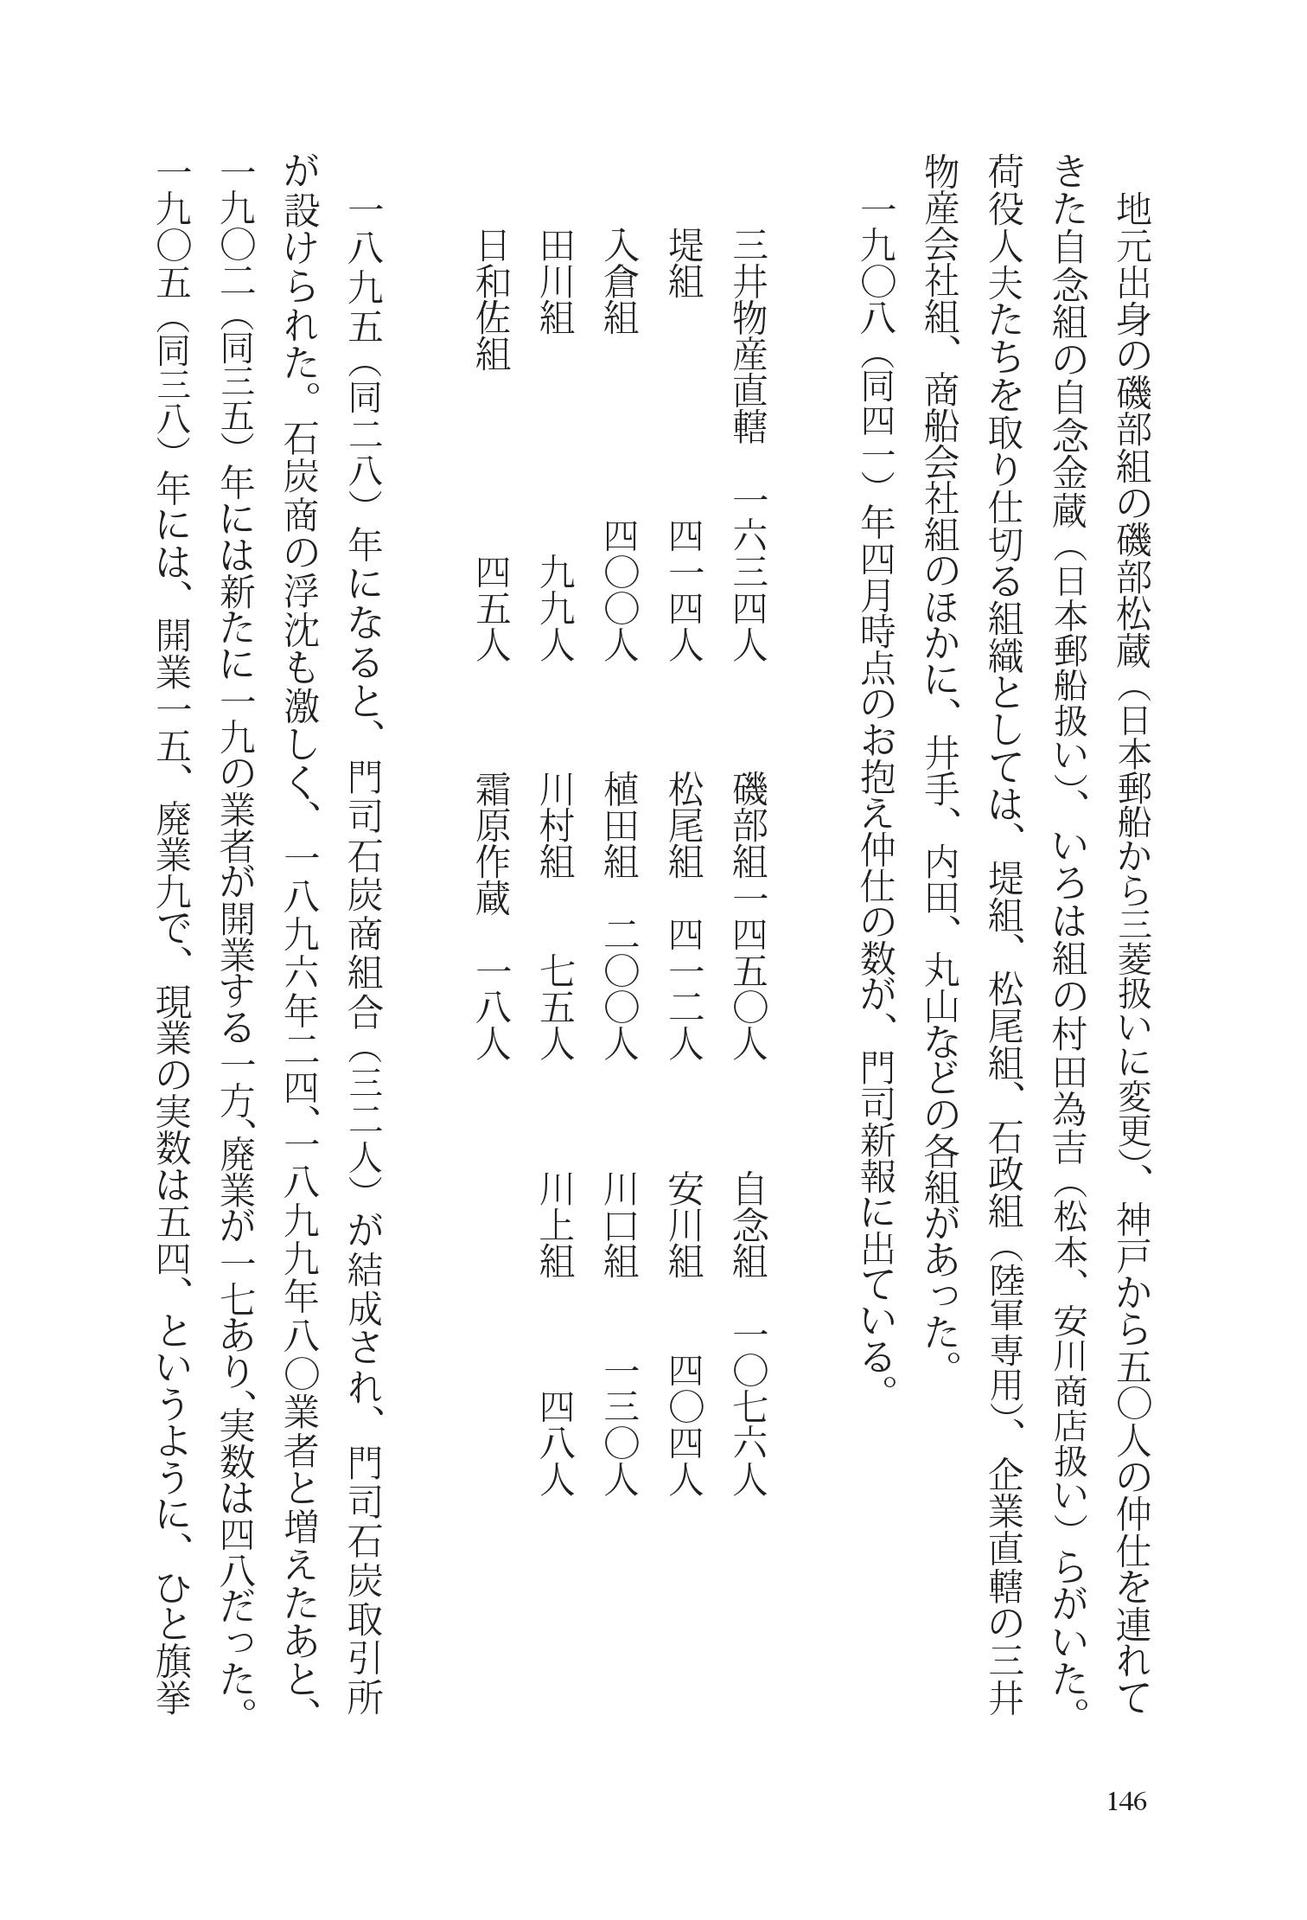 地元出身の磯部組の磯部松蔵（日本郵船から三菱扱いに変更）、神戸から五〇人の仲仕を連れて
きた自念組の自念金蔵（日本郵船扱い）、いろは組の村田為吉（松本、安川商店扱い）らがいた。
荷役人夫たちを取り仕切る組織としては、堤組、松尾組、石政組（陸軍専用）、企業直轄の三井
物産会社組、商船会社組のほかに、井手、内田、丸山などの各組があった。
一九〇八（同四一）年四月時点のお抱え仲仕の数が、門司新報に出ている。
三井物産直轄　一六三四人　磯部組一四五〇人　自念組　一〇七六人
堤組　四一四人　松尾組　四一二人　安川組　四〇四人
入倉組　四〇〇人　植田組　二〇〇人　川口組　一三〇人
田川組　九九人　川村組　七五人　川上組　四八人
日和佐組　四五人　霜原作蔵　一八人
一八九五（同二八）年になると、門司石炭商組合（三二人）が結成され、門司石炭取引所
が設けられた。石炭商の浮沈も激しく、一八九六年二四、一八九九年八〇業者と増えたあと、
一九〇二（同三五）年には新たに一九の業者が開業する一方、廃業が一七あり、実数は四八だった。
一九〇五（同三八）年には、開業一五、廃業九で、現業の実数は五四、というように、ひと旗挙
146